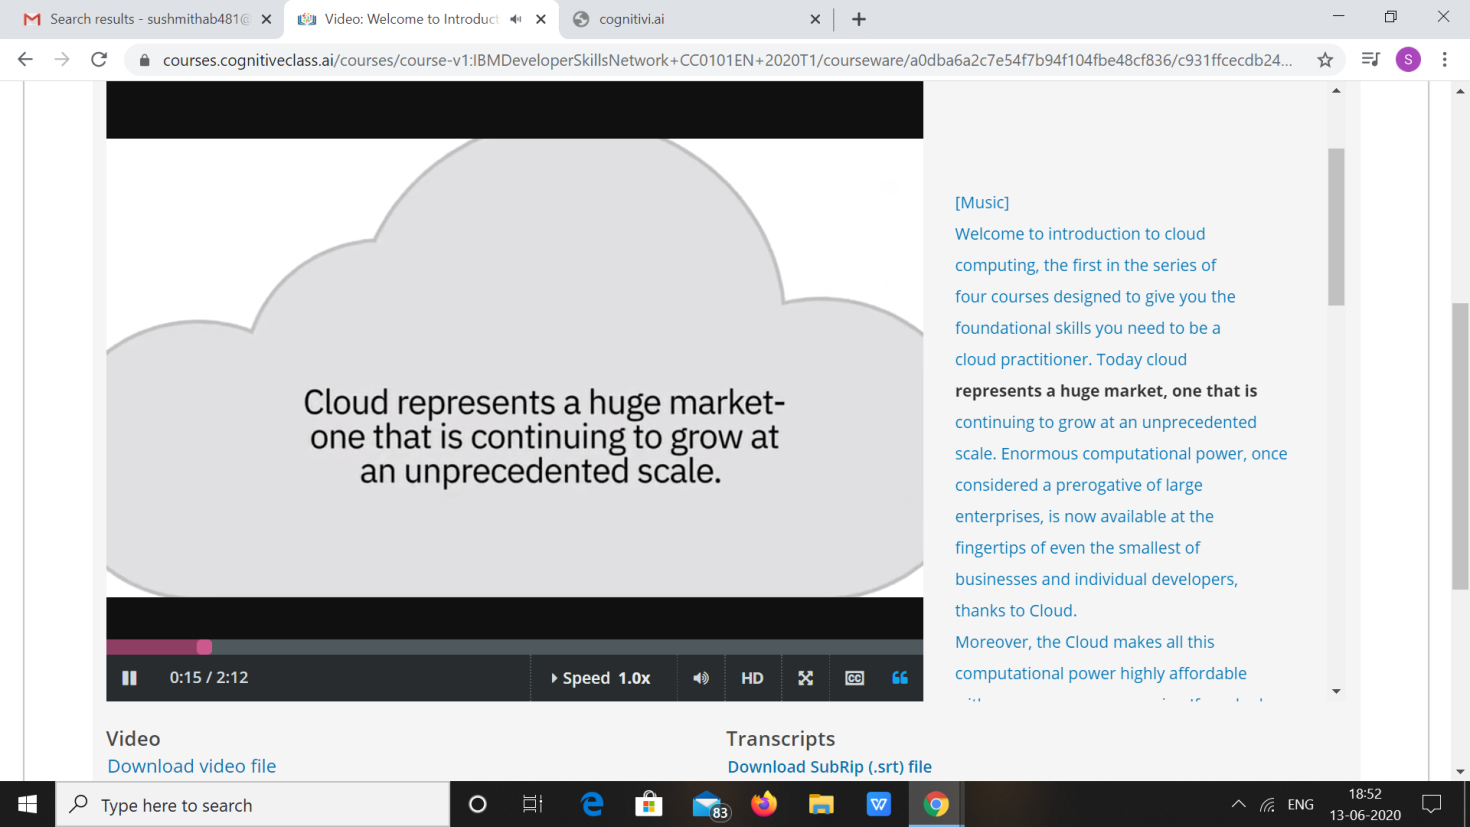 Search results - sushmithab481@
Video: Welcome to Introduct
cognitivi.ai
courses.cognitiveclass.ai/courses/course-v1:IBMDeveloperSkillsNetwork+CC0101EN+2020T1/courseware/a0dba6a2c7e54f7b94f104fbe48cf836/c931ffcecdb24...
S
Cloud represents a huge market-
one that is continuing to grow at
an unprecedented scale.
[Music]
Welcome to introduction to cloud
computing, the first in the series of
four courses designed to give you the
foundational skills you need to be a
cloud practitioner. Today cloud
represents a huge market, one that is
continuing to grow at an unprecedented
scale. Enormous computational power, once
considered a prerogative of large
enterprises, is now available at the
fingertips of even the smallest of
businesses and individual developers,
thanks to Cloud.
Moreover, the Cloud makes all this
computational power highly affordable
0:15 / 2:12
Speed 1.0x
HD
CC
Video
Download video file
Transcripts
Download SubRip (.srt) file
Type here to search
83
ENG
18:52
13-06-2020